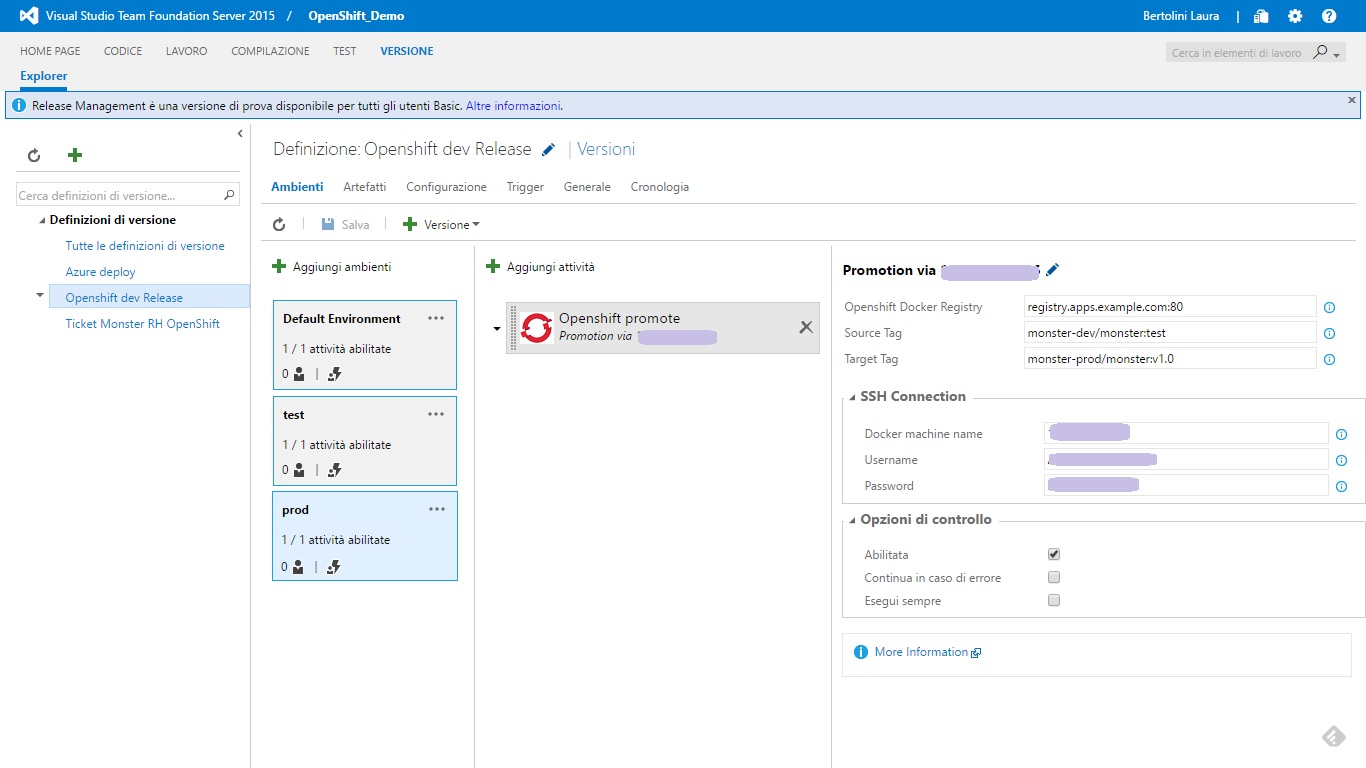 Visual Studio Team Foundation Server 2015 / OpenShift_Demo
Bertolini Laura
HOME PAGE CODICE LAVORO COMPILAZIONE TEST VERSIONE
Cerca in elementi di lavoro
Explorer
Release Management è una versione di prova disponibile per tutti gli utenti Basic. Altre informazioni.
Cerca definizioni di versione...
Definizioni di versione
Tutte le definizioni di versione
Azure deploy
Openshift dev Release
Ticket Monster RH OpenShift
Definizione: Openshift dev Release | Versioni
Ambienti Artefatti Configurazione Trigger Generale Cronologia
Salva Versione
Aggiungi ambienti
Default Environment
1 / 1 attività abilitate
0
test
1 / 1 attività abilitate
0
prod
1 / 1 attività abilitate
0
Aggiungi attività
Openshift promote
Promotion via
Promotion via
Openshift Docker Registry registry.apps.example.com:80
Source Tag monster-dev/monster:test
Target Tag monster-prod/monster:v1.0
SSH Connection
Docker machine name
Username
Password
Opzioni di controllo
Abilitata
Continua in caso di errore
Esegui sempre
More Information